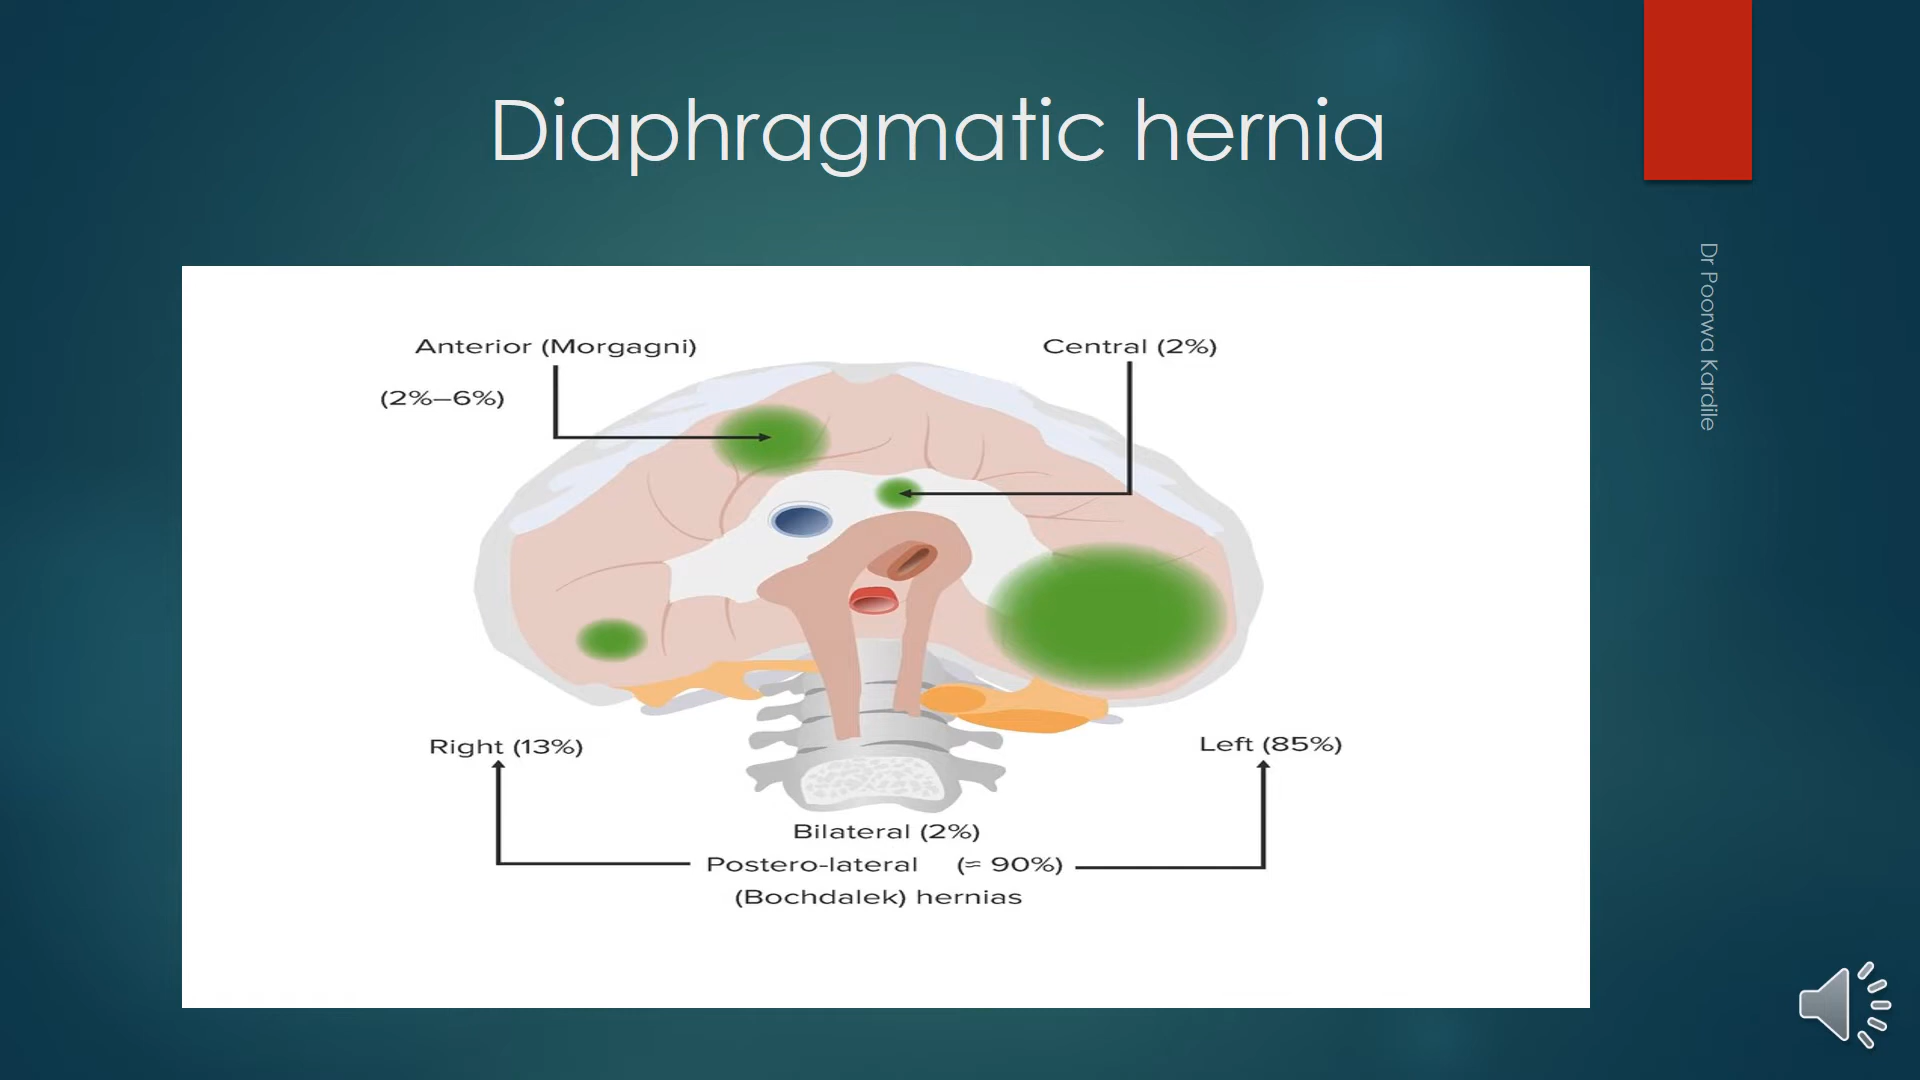 Diaphragmatic hernia
Dr Poorwa Kardile
Anterior (Morgagni)
(2%–6%)
Central (2%)
Right (13%)
Left (85%)
Bilateral (2%)
Postero-lateral (≈ 90%)
(Bochdalek) hernias